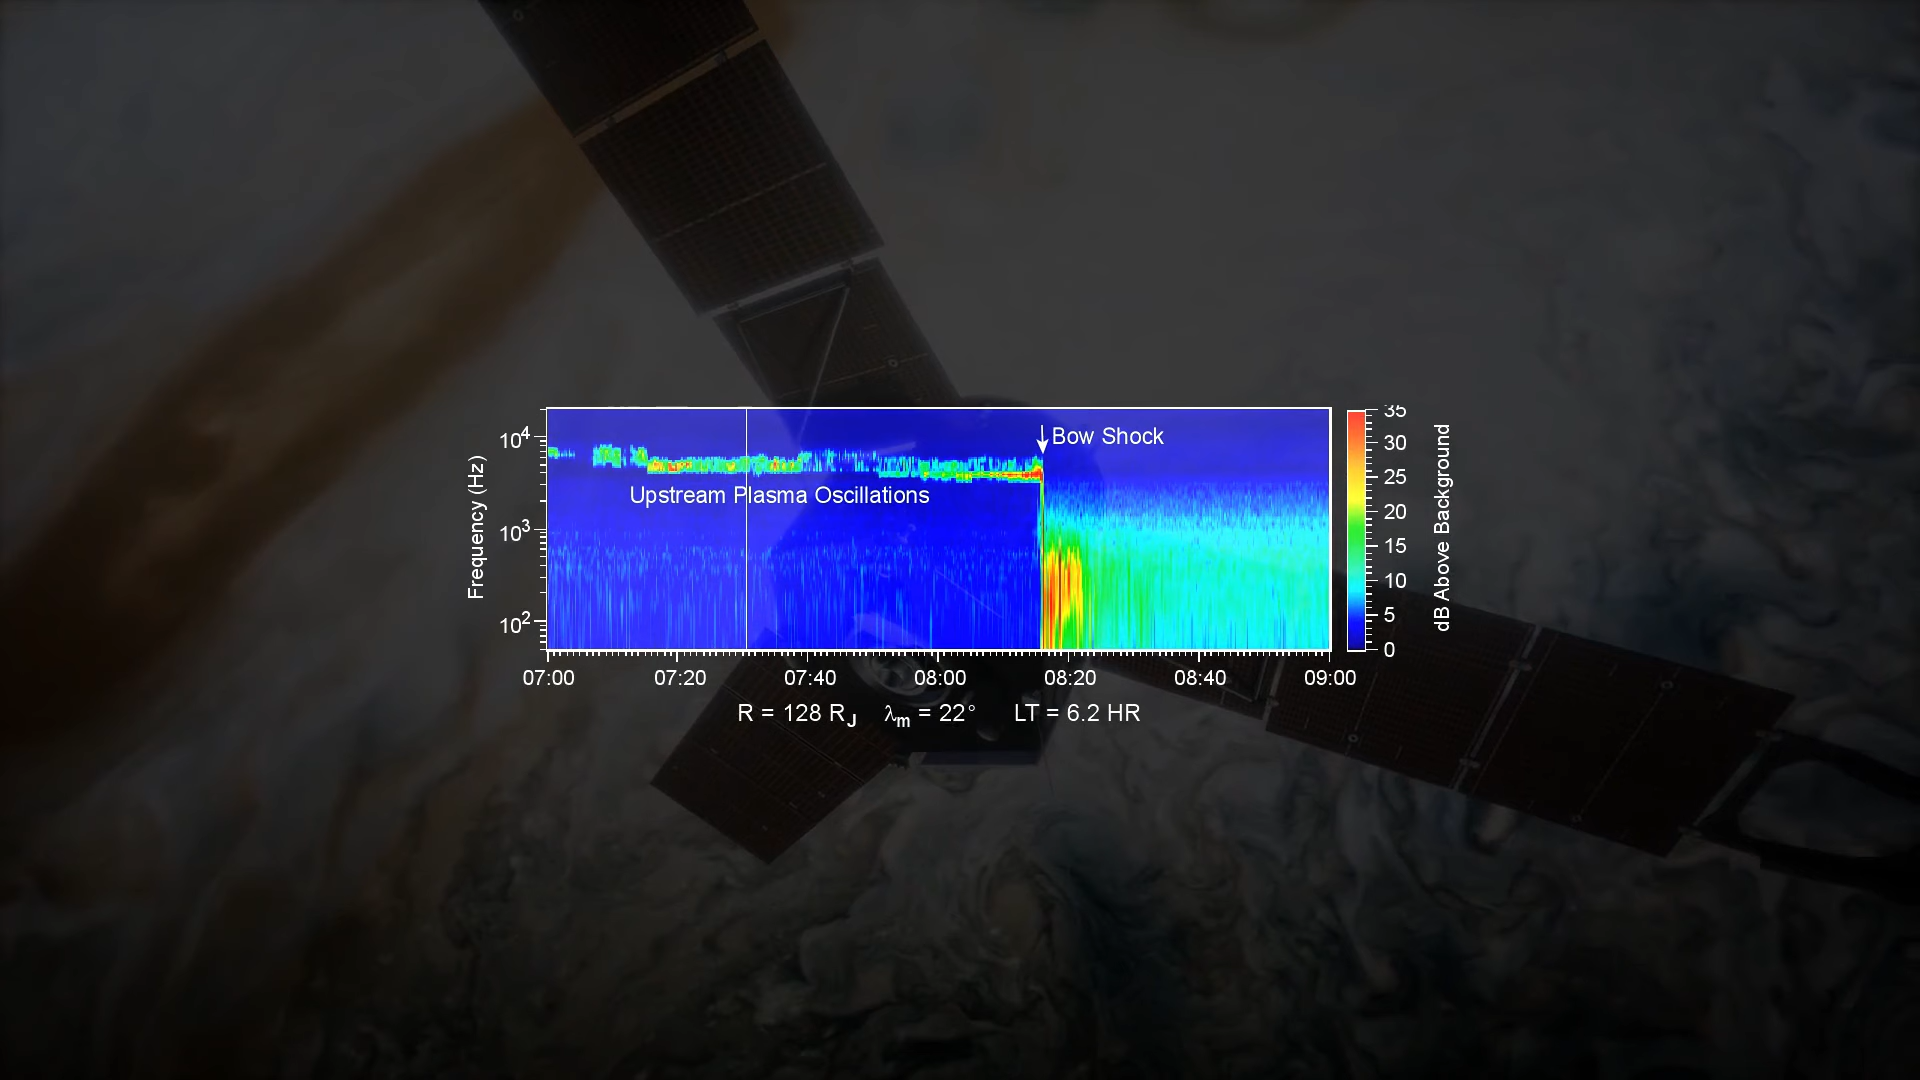 Frequency (Hz)
10⁴
10³
10²
Bow Shock
Upstream Plasma Oscillations
07:00 07:20 07:40 08:00 08:20 08:40 09:00
R = 128 R_J λ_m = 22° LT = 6.2 HR
35
30
25
20
15
10
5
0
dB Above Background